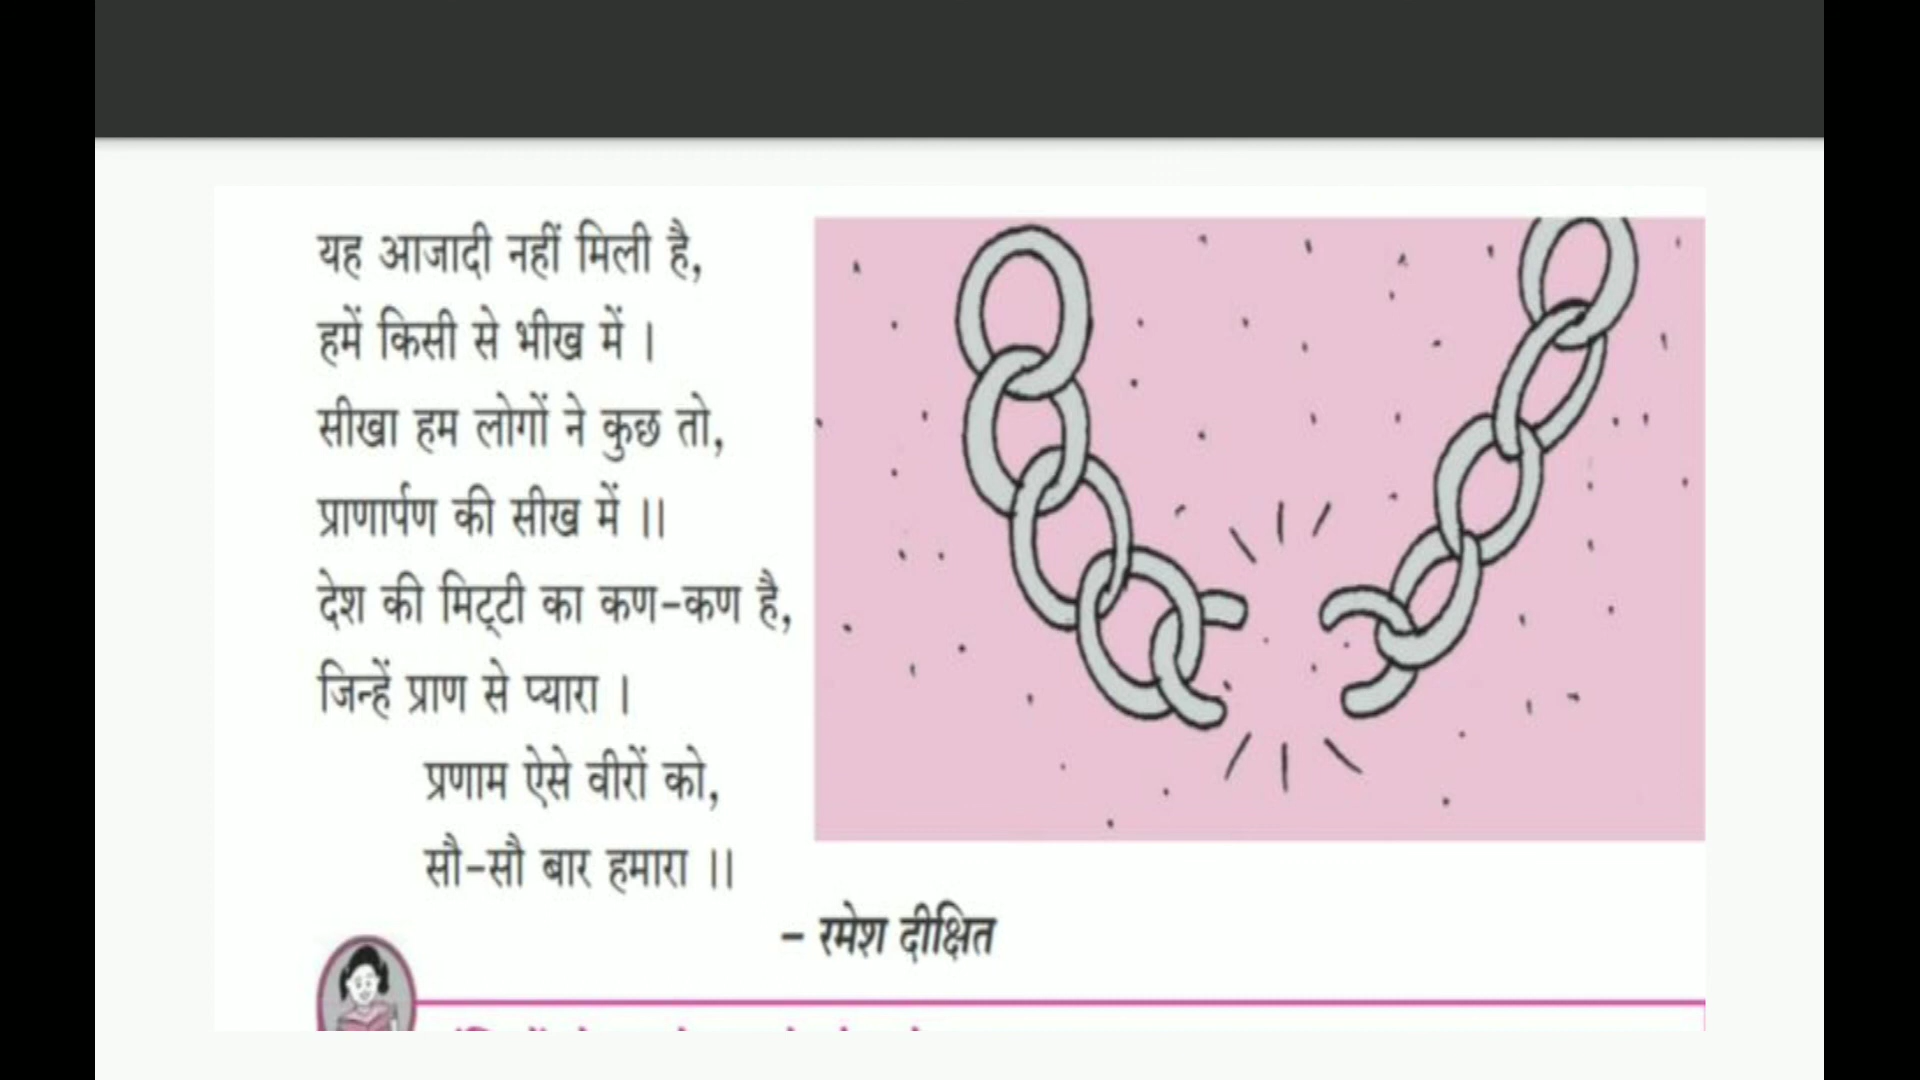 यह आजादी नहीं मिली है,
हमें किसी से भीख में ।
सीखा हम लोगों ने कुछ तो,
प्राणार्पण की सीख में ।।
देश की मिट्‌टी का कण-कण है,
जिन्हें प्राण से प्यारा ।
प्रणाम ऐसे वीरों को,
सौ-सौ बार हमारा ।।
- रमेश दीक्षित